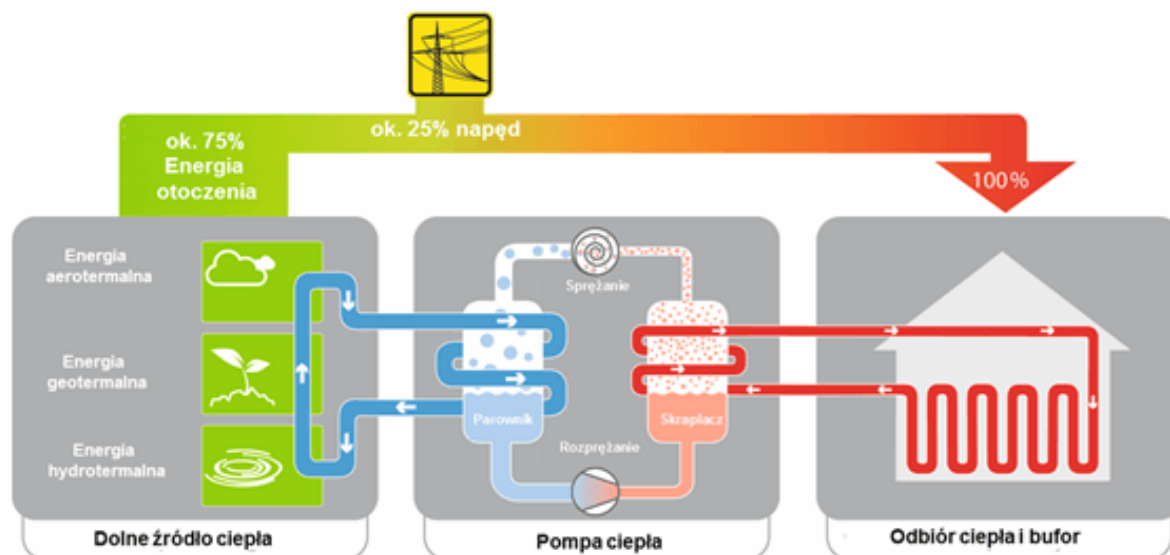 ok. 25% napęd
ok. 75%
Energia
otoczenia
100%
Energia
aerotermalna
Energia
geotermalna
Energia
hydrotermalna
Sprężanie
Parownik
Skraplacz
Rozprężanie
Dolne źródło ciepła
Pompa ciepła
Odbiór ciepła i bufor